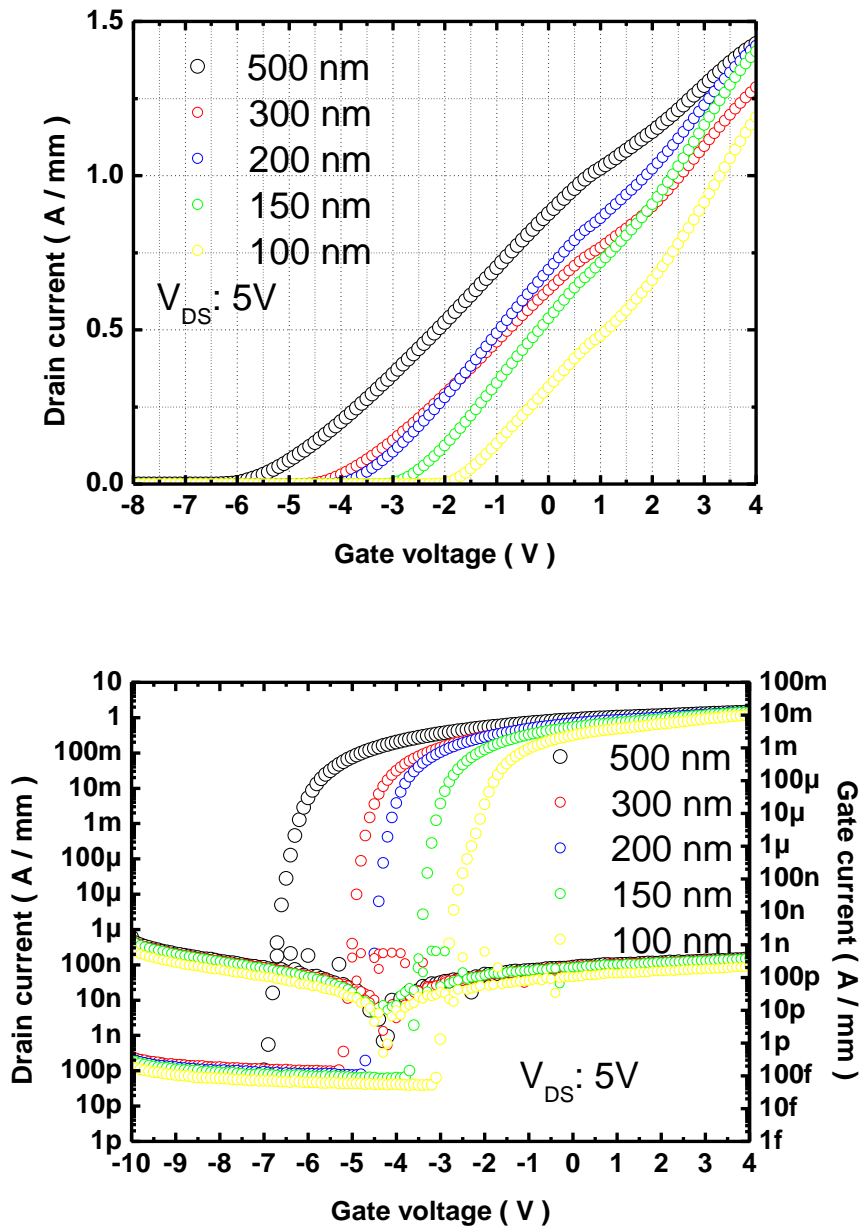 1.5
1.0
0.5
0.0
Drain current ( A / mm )
500 nm
300 nm
200 nm
150 nm
100 nm
V_DS: 5V
-8 -7 -6 -5 -4 -3 -2 -1 0 1 2 3 4
Gate voltage ( V )
10
1
100m
10m
1m
100µ
10µ
1µ
100n
10n
1n
100p
10p
1p
Drain current ( A / mm )
500 nm
300 nm
200 nm
150 nm
100 nm
V_DS: 5V
100m
10m
1m
100µ
10µ
1µ
100n
10n
1n
100p
10p
1p
100f
10f
1f
Gate current ( A / mm )
-10 -9 -8 -7 -6 -5 -4 -3 -2 -1 0 1 2 3 4
Gate voltage ( V )